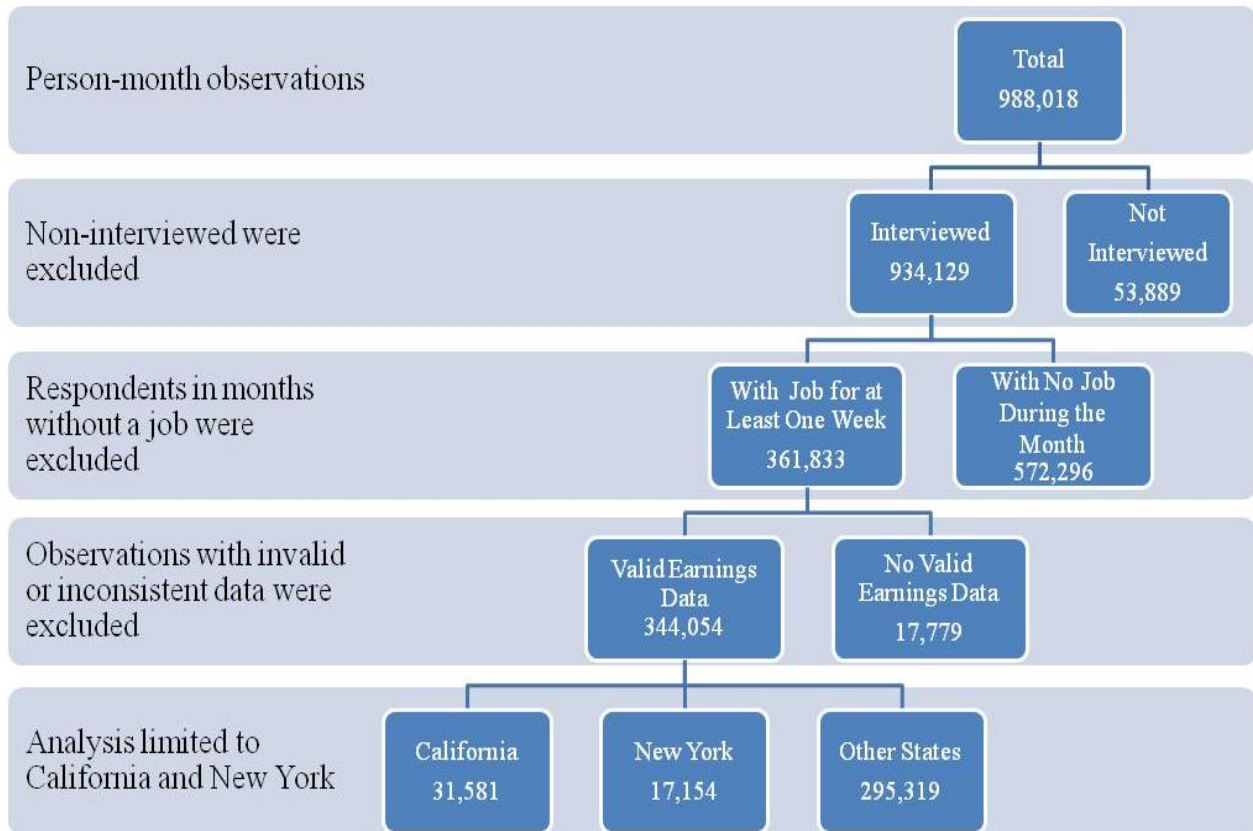 Person-month observations
Total
988,018
Non-interviewed were
excluded
Interviewed
934,129
Not
Interviewed
53,889
Respondents in months
without a job were
excluded
With Job for at
Least One Week
361,833
With No Job
During the
Month
572,296
Observations with invalid
or inconsistent data were
excluded
Valid Earnings
Data
344,054
No Valid
Earnings Data
17,779
Analysis limited to
California and New York
California
31,581
New York
17,154
Other States
295,319